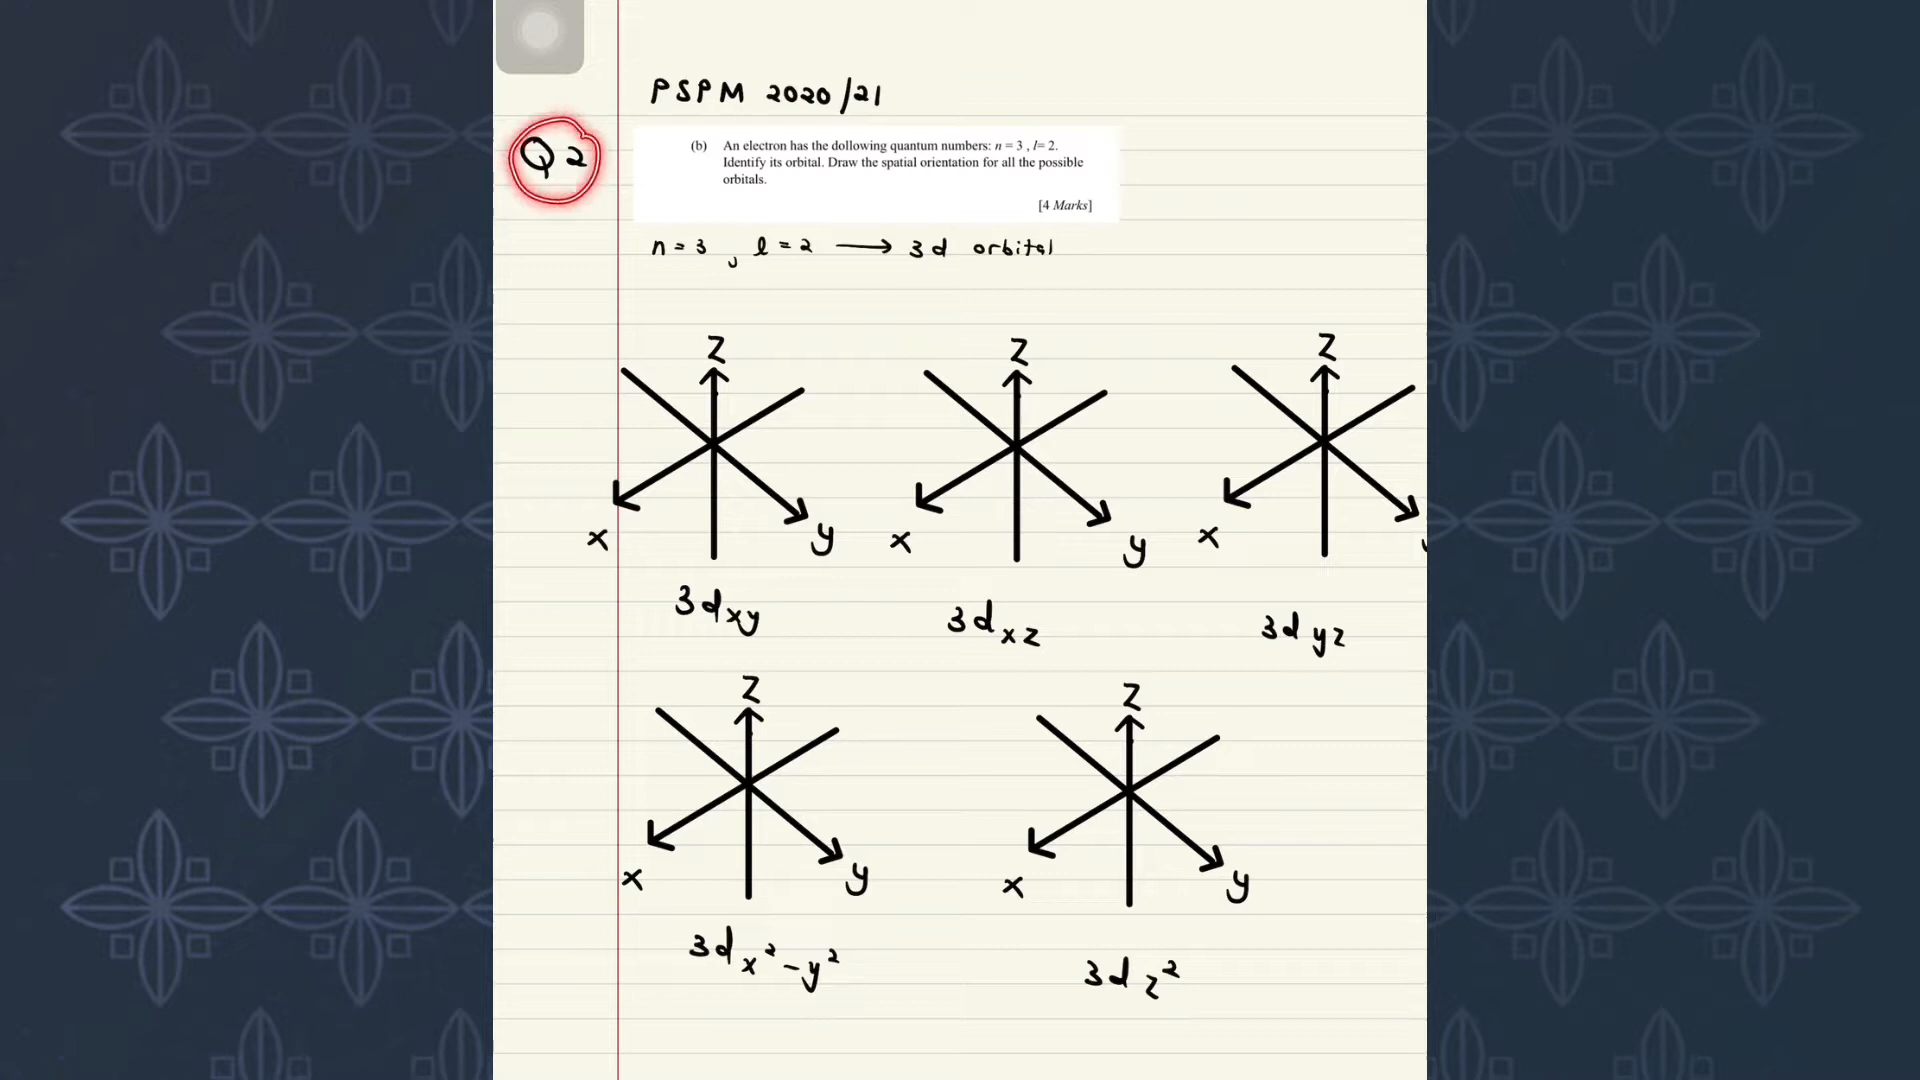 PSPM 2020/21
Q2
(b) An electron has the dollowing quantum numbers: n = 3 , l= 2.
Identify its orbital. Draw the spatial orientation for all the possible
orbitals.
[4 Marks]
n = 3 , l = 2 → 3d orbital
z z z
x y x y x
3dxy 3dxz 3dyz
z z
x y x y
3dx²-y² 3dz²